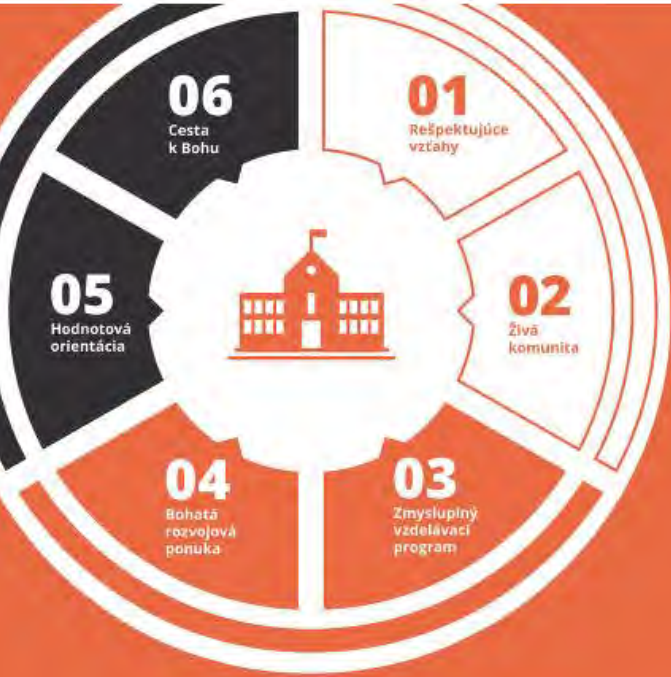 01
Rešpektujúce
vzťahy
02
Živá
komunita
03
Zmysluplný
vzdelávací
program
04
Bohatá
rozvojová
ponuka
05
Hodnotová
orientácia
06
Cesta
k Bohu